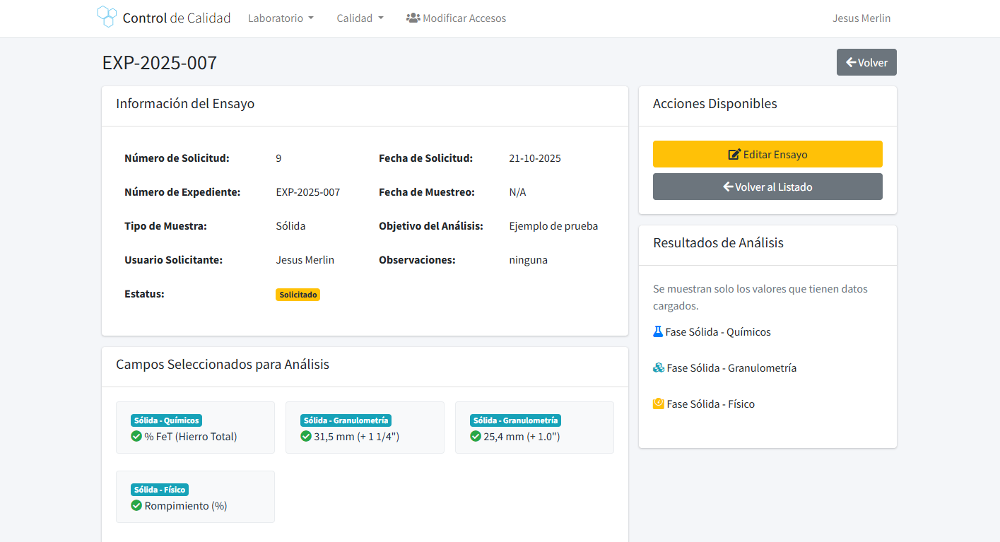 Control de Calidad Laboratorio Calidad Modificar Accesos Jesus Merlin
EXP-2025-007 Volver
Información del Ensayo
Número de Solicitud: 9 Fecha de Solicitud: 21-10-2025
Número de Expediente: EXP-2025-007 Fecha de Muestreo: N/A
Tipo de Muestra: Sólida Objetivo del Análisis: Ejemplo de prueba
Usuario Solicitante: Jesus Merlin Observaciones: ninguna
Estatus: Solicitado
Campos Seleccionados para Análisis
Sólida - Químicos
% FeT (Hierro Total)
Sólida - Granulometría
31,5 mm (+ 1 1/4")
Sólida - Granulometría
25,4 mm (+ 1.0")
Sólida - Físico
Rompimiento (%)
Acciones Disponibles
Editar Ensayo
Volver al Listado
Resultados de Análisis
Se muestran solo los valores que tienen datos
cargados.
Fase Sólida - Químicos
Fase Sólida - Granulometría
Fase Sólida - Físico